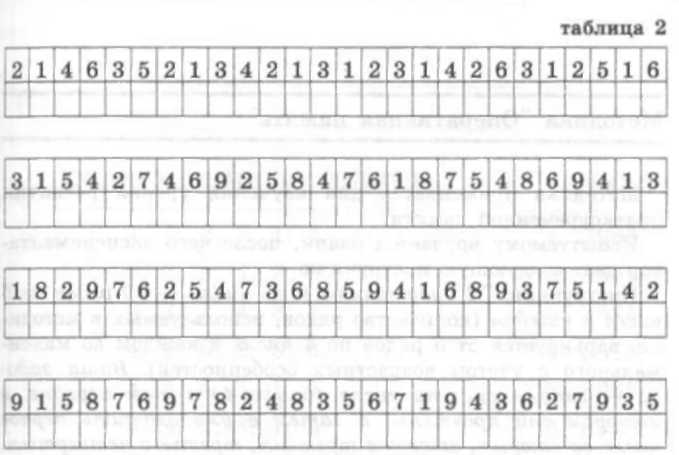 таблица 2
2 1 4 6 3 5 2 1 3 4 2 1 3 1 2 3 1 4 2 6 3 1 2 5 1 6
3 1 5 4 2 7 4 6 9 2 5 8 4 7 6 1 8 7 5 4 8 6 9 4 1 3
1 8 2 9 7 6 2 5 4 7 3 6 8 5 9 4 1 6 8 9 3 7 5 1 4 2
9 1 5 8 7 6 9 7 8 2 4 8 3 5 6 7 1 9 4 3 6 2 7 9 3 5